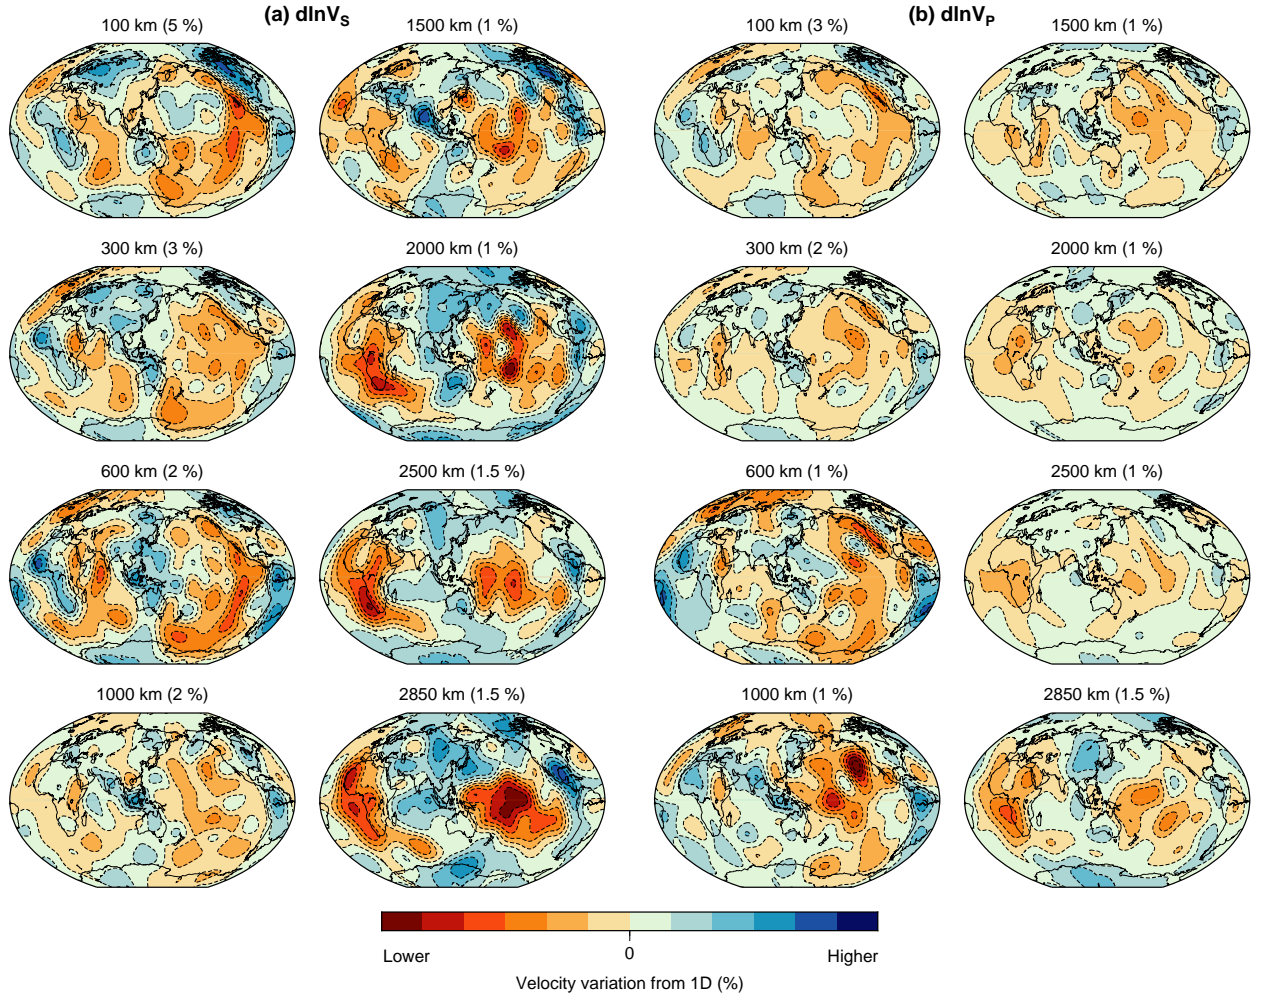 (a) dlnVS
(b) dlnVP
100 km (5 %)
1500 km (1 %)
100 km (3 %)
1500 km (1 %)
300 km (3 %)
2000 km (1 %)
300 km (2 %)
2000 km (1 %)
600 km (2 %)
2500 km (1.5 %)
600 km (1 %)
2500 km (1 %)
1000 km (2 %)
2850 km (1.5 %)
1000 km (1 %)
2850 km (1.5 %)
Lower 0 Higher
Velocity variation from 1D (%)